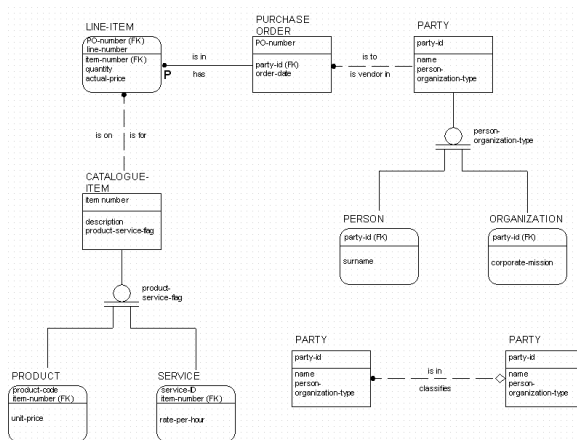 LINE-ITEM
PO-number (FK)
line-number
item-number (FK)
quantity
actual-price
P
is in
has
PURCHASE
ORDER
PO-number
party-id (FK)
order-date
is to
is vendor in
PARTY
party-id
name
person-
organization-type
is on
is for
person-
organization-type
CATALOGUE-
ITEM
item number
description
product-service-flag
PERSON
party-id (FK)
surname
ORGANIZATION
party-id (FK)
corporate-mission
product-
service-flag
PRODUCT
product-code
item-number (FK)
unit-price
SERVICE
service-ID
item-number (FK)
rate-per-hour
PARTY
party-id
name
person-
organization-type
is in
classifies
PARTY
party-id
name
person-
organization-type